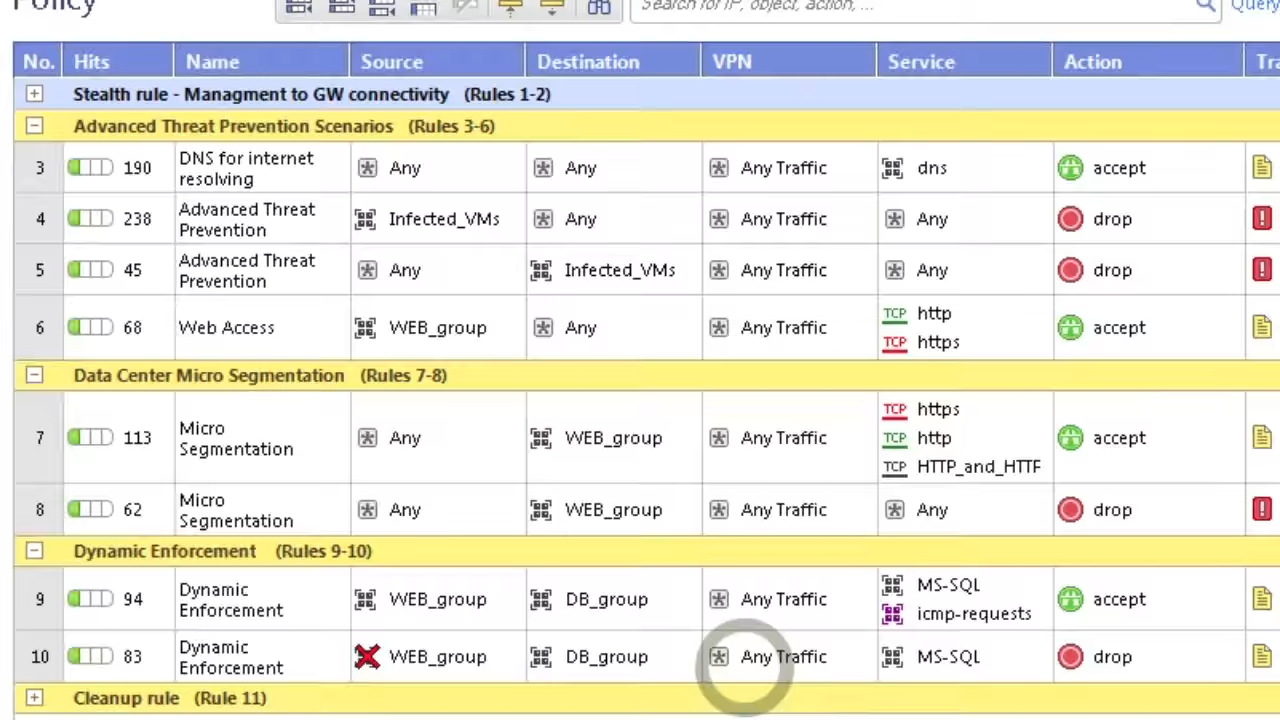 Policy
Search for IP, object, action, ...
Query
No. Hits Name Source Destination VPN Service Action Tra
Stealth rule - Managment to GW connectivity (Rules 1-2)
Advanced Threat Prevention Scenarios (Rules 3-6)
3 190 DNS for internet resolving Any Any Any Traffic dns accept
4 238 Advanced Threat Prevention Infected_VMs Any Any Traffic Any drop
5 45 Advanced Threat Prevention Any Infected_VMs Any Traffic Any drop
6 68 Web Access WEB_group Any Any Traffic TCP http TCP https accept
Data Center Micro Segmentation (Rules 7-8)
7 113 Micro Segmentation Any WEB_group Any Traffic TCP https TCP http TCP HTTP_and_HTTF accept
8 62 Micro Segmentation Any WEB_group Any Traffic Any drop
Dynamic Enforcement (Rules 9-10)
9 94 Dynamic Enforcement WEB_group DB_group Any Traffic MS-SQL icmp-requests accept
10 83 Dynamic Enforcement WEB_group DB_group Any Traffic MS-SQL drop
Cleanup rule (Rule 11)